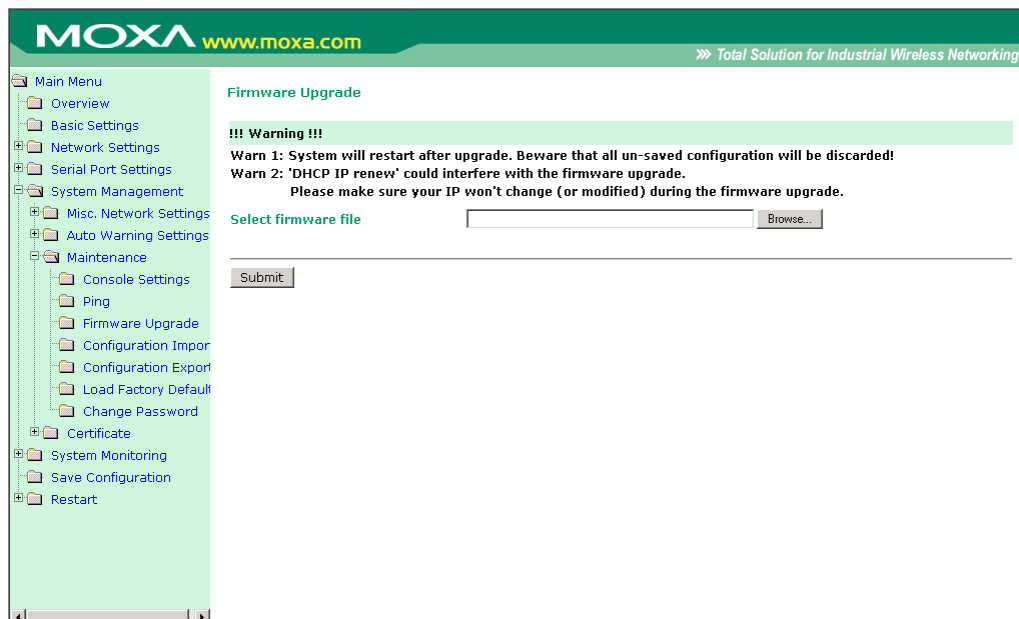 MOXA www.moxa.com
››› Total Solution for Industrial Wireless Networking
Main Menu
Overview
Basic Settings
Network Settings
Serial Port Settings
System Management
Misc. Network Settings
Auto Warning Settings
Maintenance
Console Settings
Ping
Firmware Upgrade
Configuration Impor
Configuration Export
Load Factory Default
Change Password
Certificate
System Monitoring
Save Configuration
Restart
Firmware Upgrade
!!! Warning !!!
Warn 1: System will restart after upgrade. Beware that all un-saved configuration will be discarded!
Warn 2: 'DHCP IP renew' could interfere with the firmware upgrade.
Please make sure your IP won't change (or modified) during the firmware upgrade.
Select firmware file Browse...
Submit